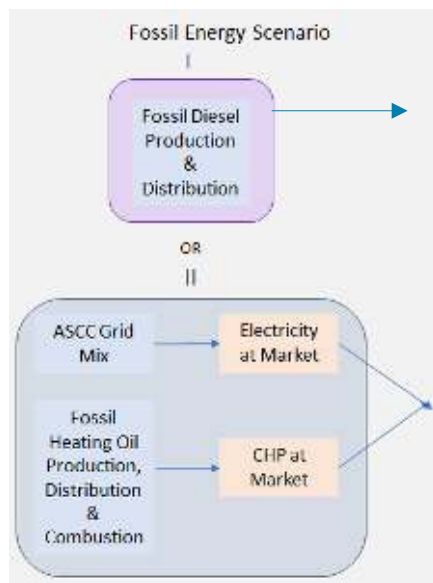 Fossil Energy Scenario
I
Fossil Diesel
Production
&
Distribution
OR
II
ASCC Grid
Mix
Electricity
at Market
Fossil
Heating Oil
Production,
Distribution
&
Combustion
CHP at
Market